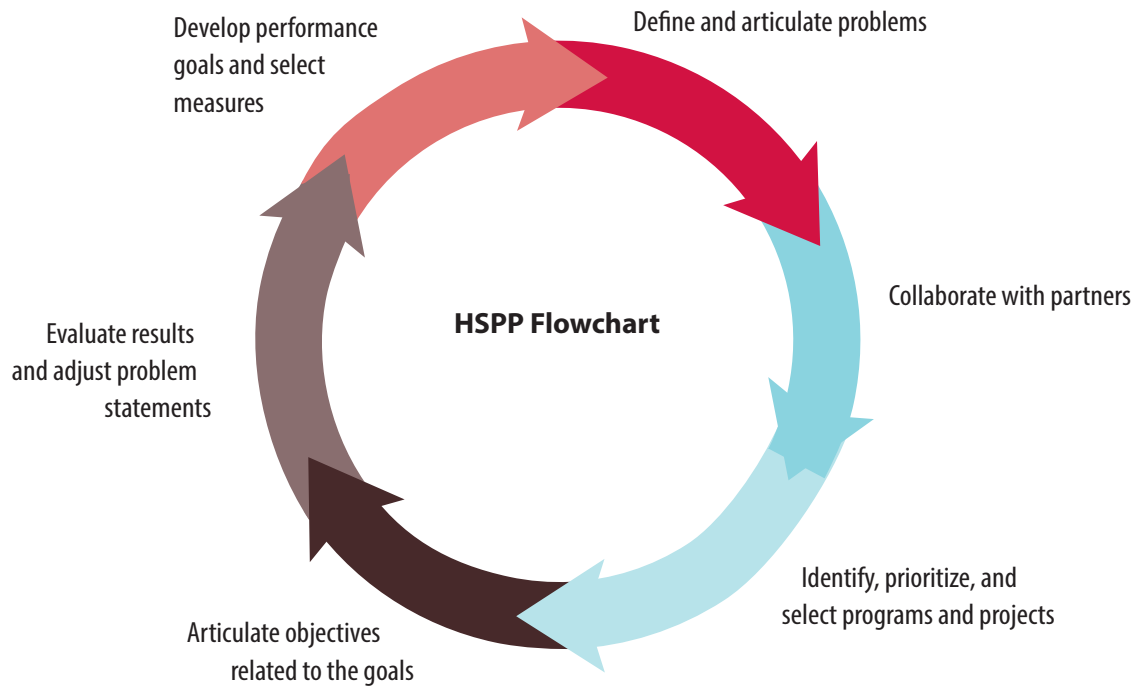 Develop performance
goals and select
measures
Define and articulate problems
Collaborate with partners
HSPP Flowchart
Evaluate results
and adjust problem
statements
Identify, prioritize, and
select programs and projects
Articulate objectives
related to the goals